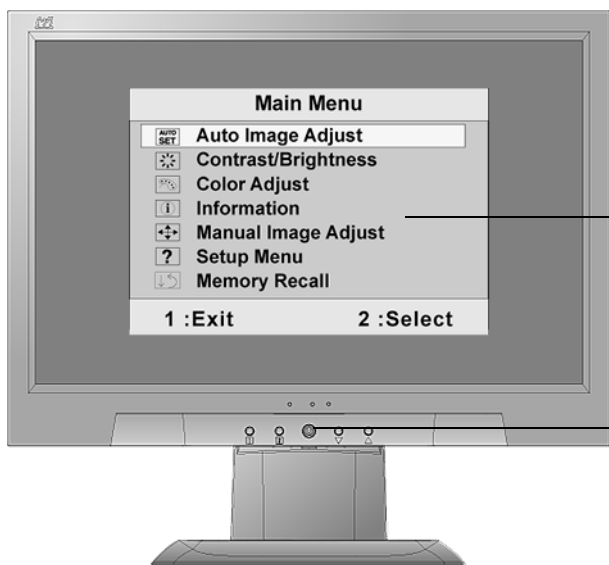 Main Menu
AUTO SET Auto Image Adjust
Contrast/Brightness
Color Adjust
i Information
Manual Image Adjust
? Setup Menu
Memory Recall
1 :Exit 2 :Select